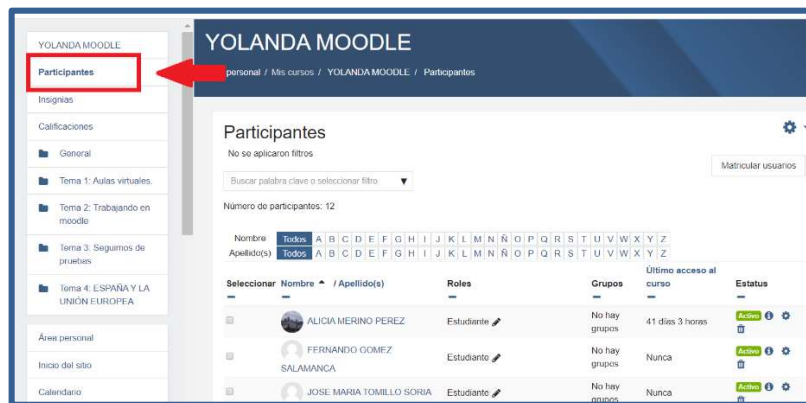 YOLANDA MOODLE
Participantes
Insignias
Calificaciones
General
Tema 1: Aulas virtuales.
Tema 2: Trabajando en
moodle
Tema 3: Seguimos de
pruebas
Tema 4: ESPAÑA Y LA
UNIÓN EUROPEA
Área personal
Inicio del sitio
Calendario
YOLANDA MOODLE
personal / Mis cursos / YOLANDA MOODLE / Participantes
Participantes
No se aplicaron filtros
Matricular usuarios
Buscar palabra clave o seleccionar filtro ▼
Número de participantes: 12
Nombre Todos A B C D E F G H I J K L M N Ñ O P Q R S T U V W X Y Z
Apellido(s) Todos A B C D E F G H I J K L M N Ñ O P Q R S T U V W X Y Z
Seleccionar Nombre / Apellido(s) Roles Grupos Último acceso al curso Estatus
ALICIA MERINO PEREZ Estudiante No hay grupos 41 días 3 horas Activo
FERNANDO GOMEZ SALAMANCA Estudiante No hay grupos Nunca Activo
JOSE MARIA TOMILLO SORIA Estudiante No hay grupos Nunca Activo